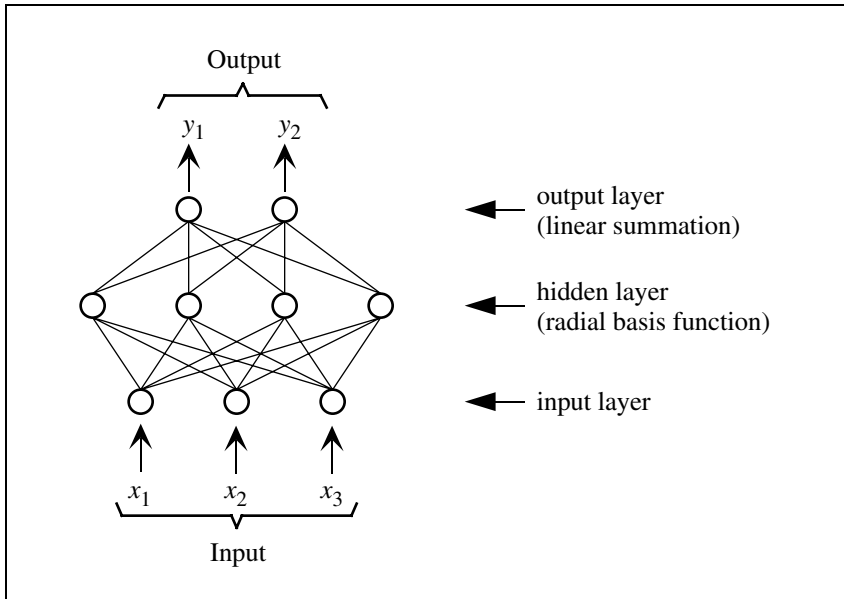 Output
y1 y2
output layer
(linear summation)
hidden layer
(radial basis function)
input layer
x1 x2 x3
Input